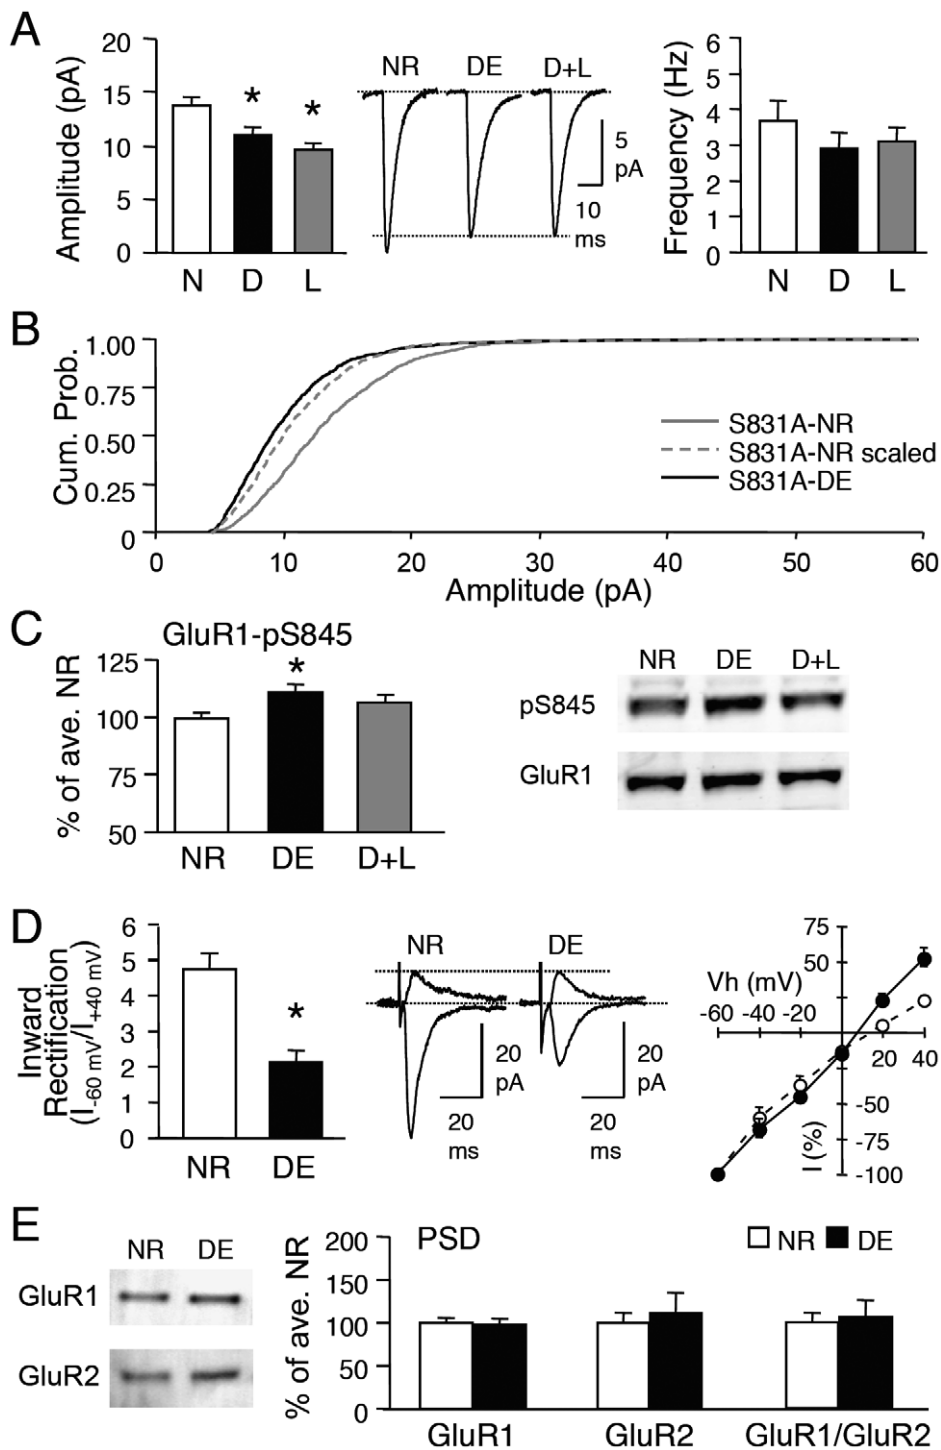 A
Amplitude (pA)
20
15
10
5
0
*
*
N D L
NR DE D+L
5
pA
10
ms
Frequency (Hz)
6
5
4
3
2
1
0
N D L
B
Cum. Prob.
1.00
0.75
0.50
0.25
0
0 10 20 30 40 50 60
Amplitude (pA)
S831A-NR
S831A-NR scaled
S831A-DE
C
GluR1-pS845
% of ave. NR
125
100
75
50
*
NR DE D+L
NR DE D+L
pS845
GluR1
D
Inward
Rectification
(I-60 mV/I+40 mV)
6
5
4
3
2
1
0
*
NR DE
NR DE
20
pA
20
ms
20
pA
20
ms
75
50
Vh (mV)
-60 -40 -20
20 40
-50
-75
-100
I (%)
E
NR DE
GluR1
GluR2
% of ave. NR
200
150
100
50
0
PSD
NR DE
GluR1 GluR2 GluR1/GluR2